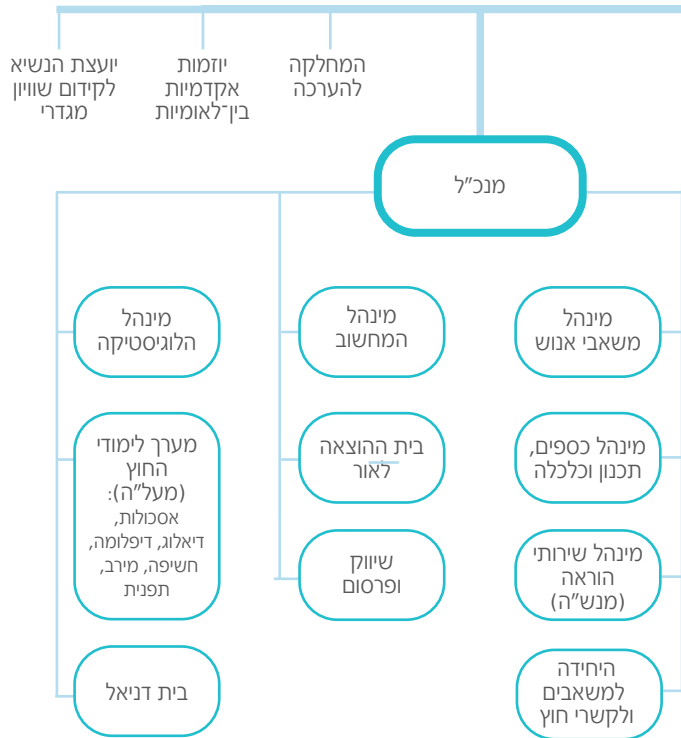 המחלקה
להערכה
יוזמות
אקדמיות
בין־לאומיות
יועצת הנשיא
לקידום שוויון
מגדרי
מנכ"ל
מינהל
משאבי אנוש
מינהל
המחשוב
מינהל
הלוגיסטיקה
מינהל כספים,
תכנון וכלכלה
בית ההוצאה
לאור
מערך לימודי
החוץ
(מעל"ה):
אסכולות,
דיאלוג, דיפלומה,
חשיפה, מירב,
תפנית
מינהל שירותי
הוראה
(מנש"ה)
שיווק
ופרסום
היחידה
למשאבים
ולקשרי חוץ
בית דניאל